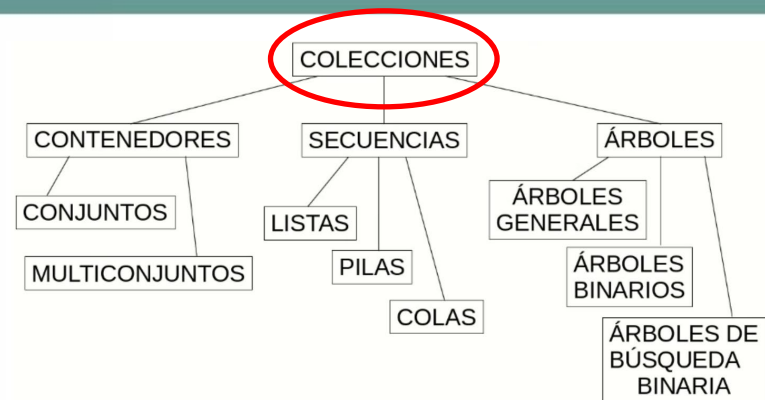 COLECCIONES
CONTENEDORES
SECUENCIAS
ÁRBOLES
CONJUNTOS
MULTICONJUNTOS
LISTAS
PILAS
COLAS
ÁRBOLES
GENERALES
ÁRBOLES
BINARIOS
ÁRBOLES DE
BÚSQUEDA
BINARIA